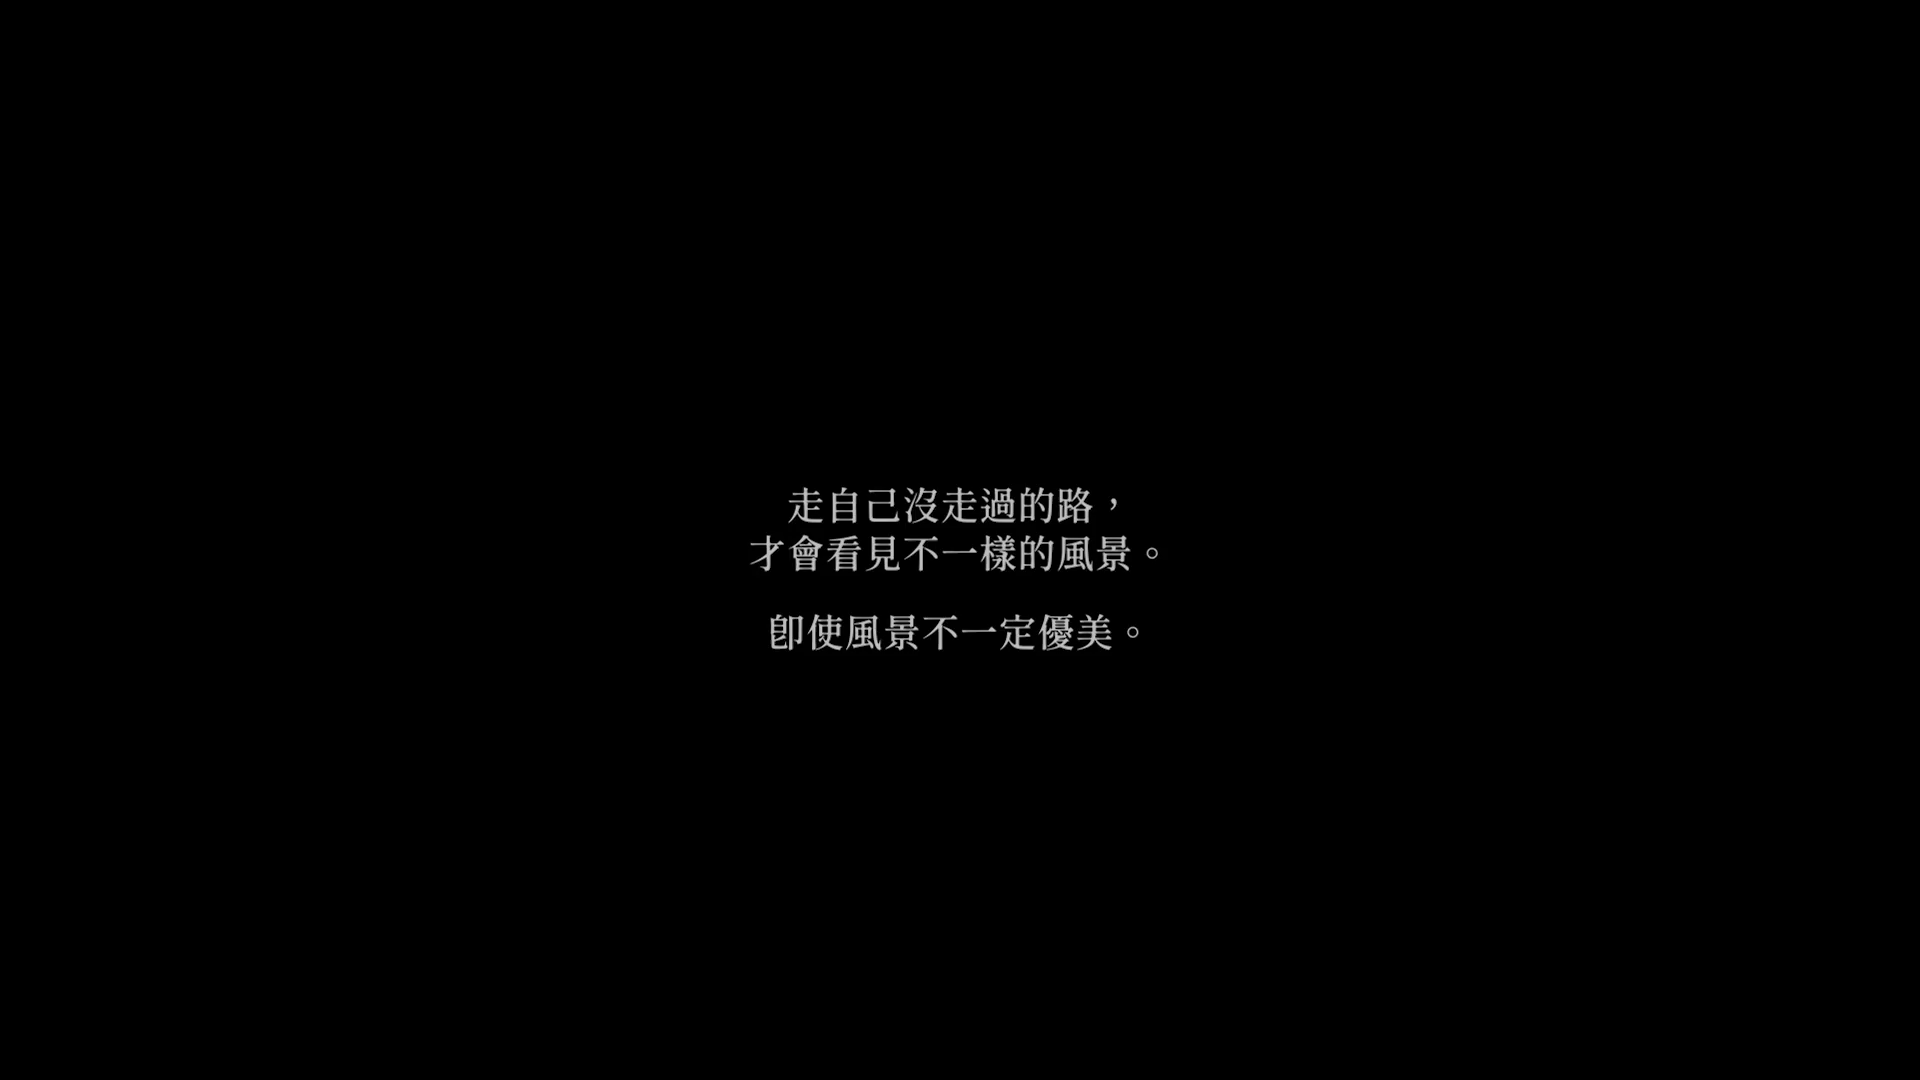 走自己沒走過的路，
才會看見不一樣的風景。
卽使風景不一定優美。